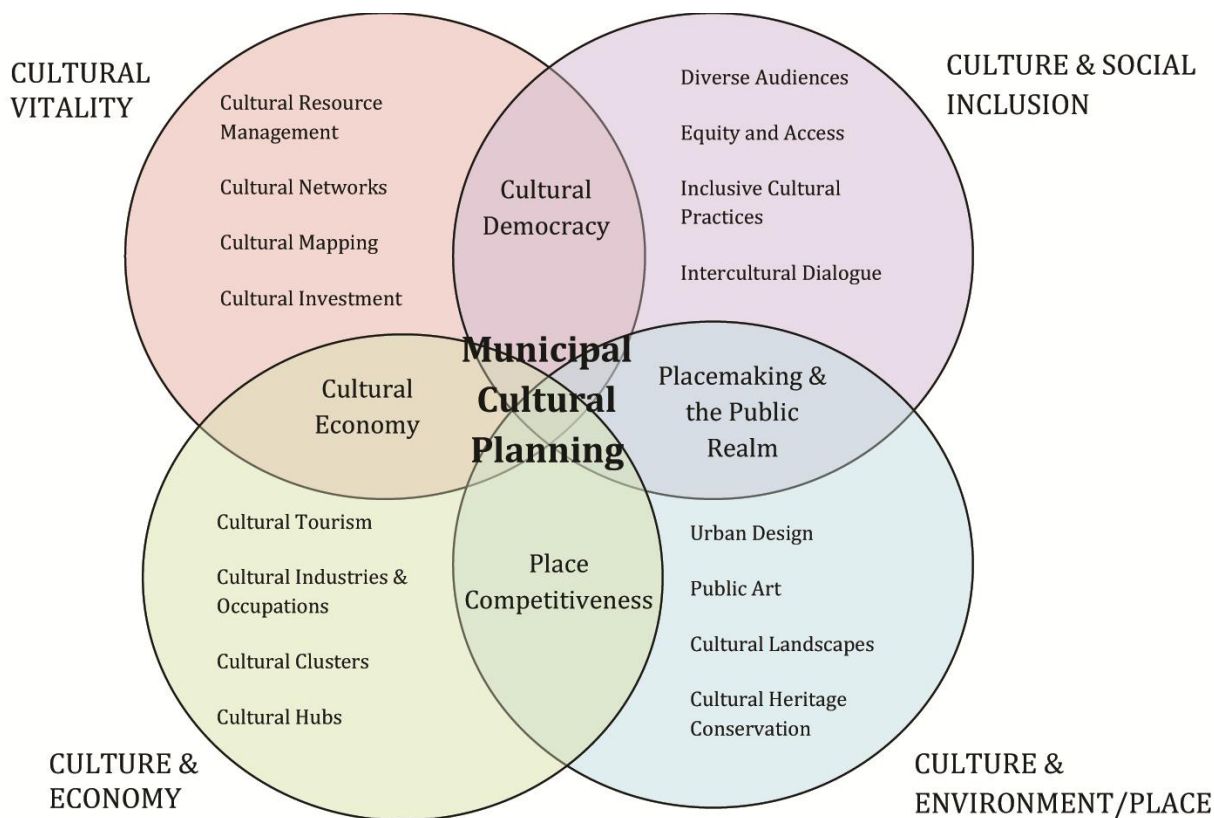 CULTURAL
VITALITY
Cultural Resource
Management
Cultural Networks
Cultural Mapping
Cultural Investment
Cultural
Democracy
Diverse Audiences
Equity and Access
Inclusive Cultural
Practices
Intercultural Dialogue
CULTURE & SOCIAL
INCLUSION
Cultural
Economy
Municipal
Cultural
Planning
Placemaking &
the Public
Realm
Cultural Tourism
Cultural Industries &
Occupations
Cultural Clusters
Cultural Hubs
Place
Competitiveness
Urban Design
Public Art
Cultural Landscapes
Cultural Heritage
Conservation
CULTURE &
ECONOMY
CULTURE &
ENVIRONMENT/PLACE